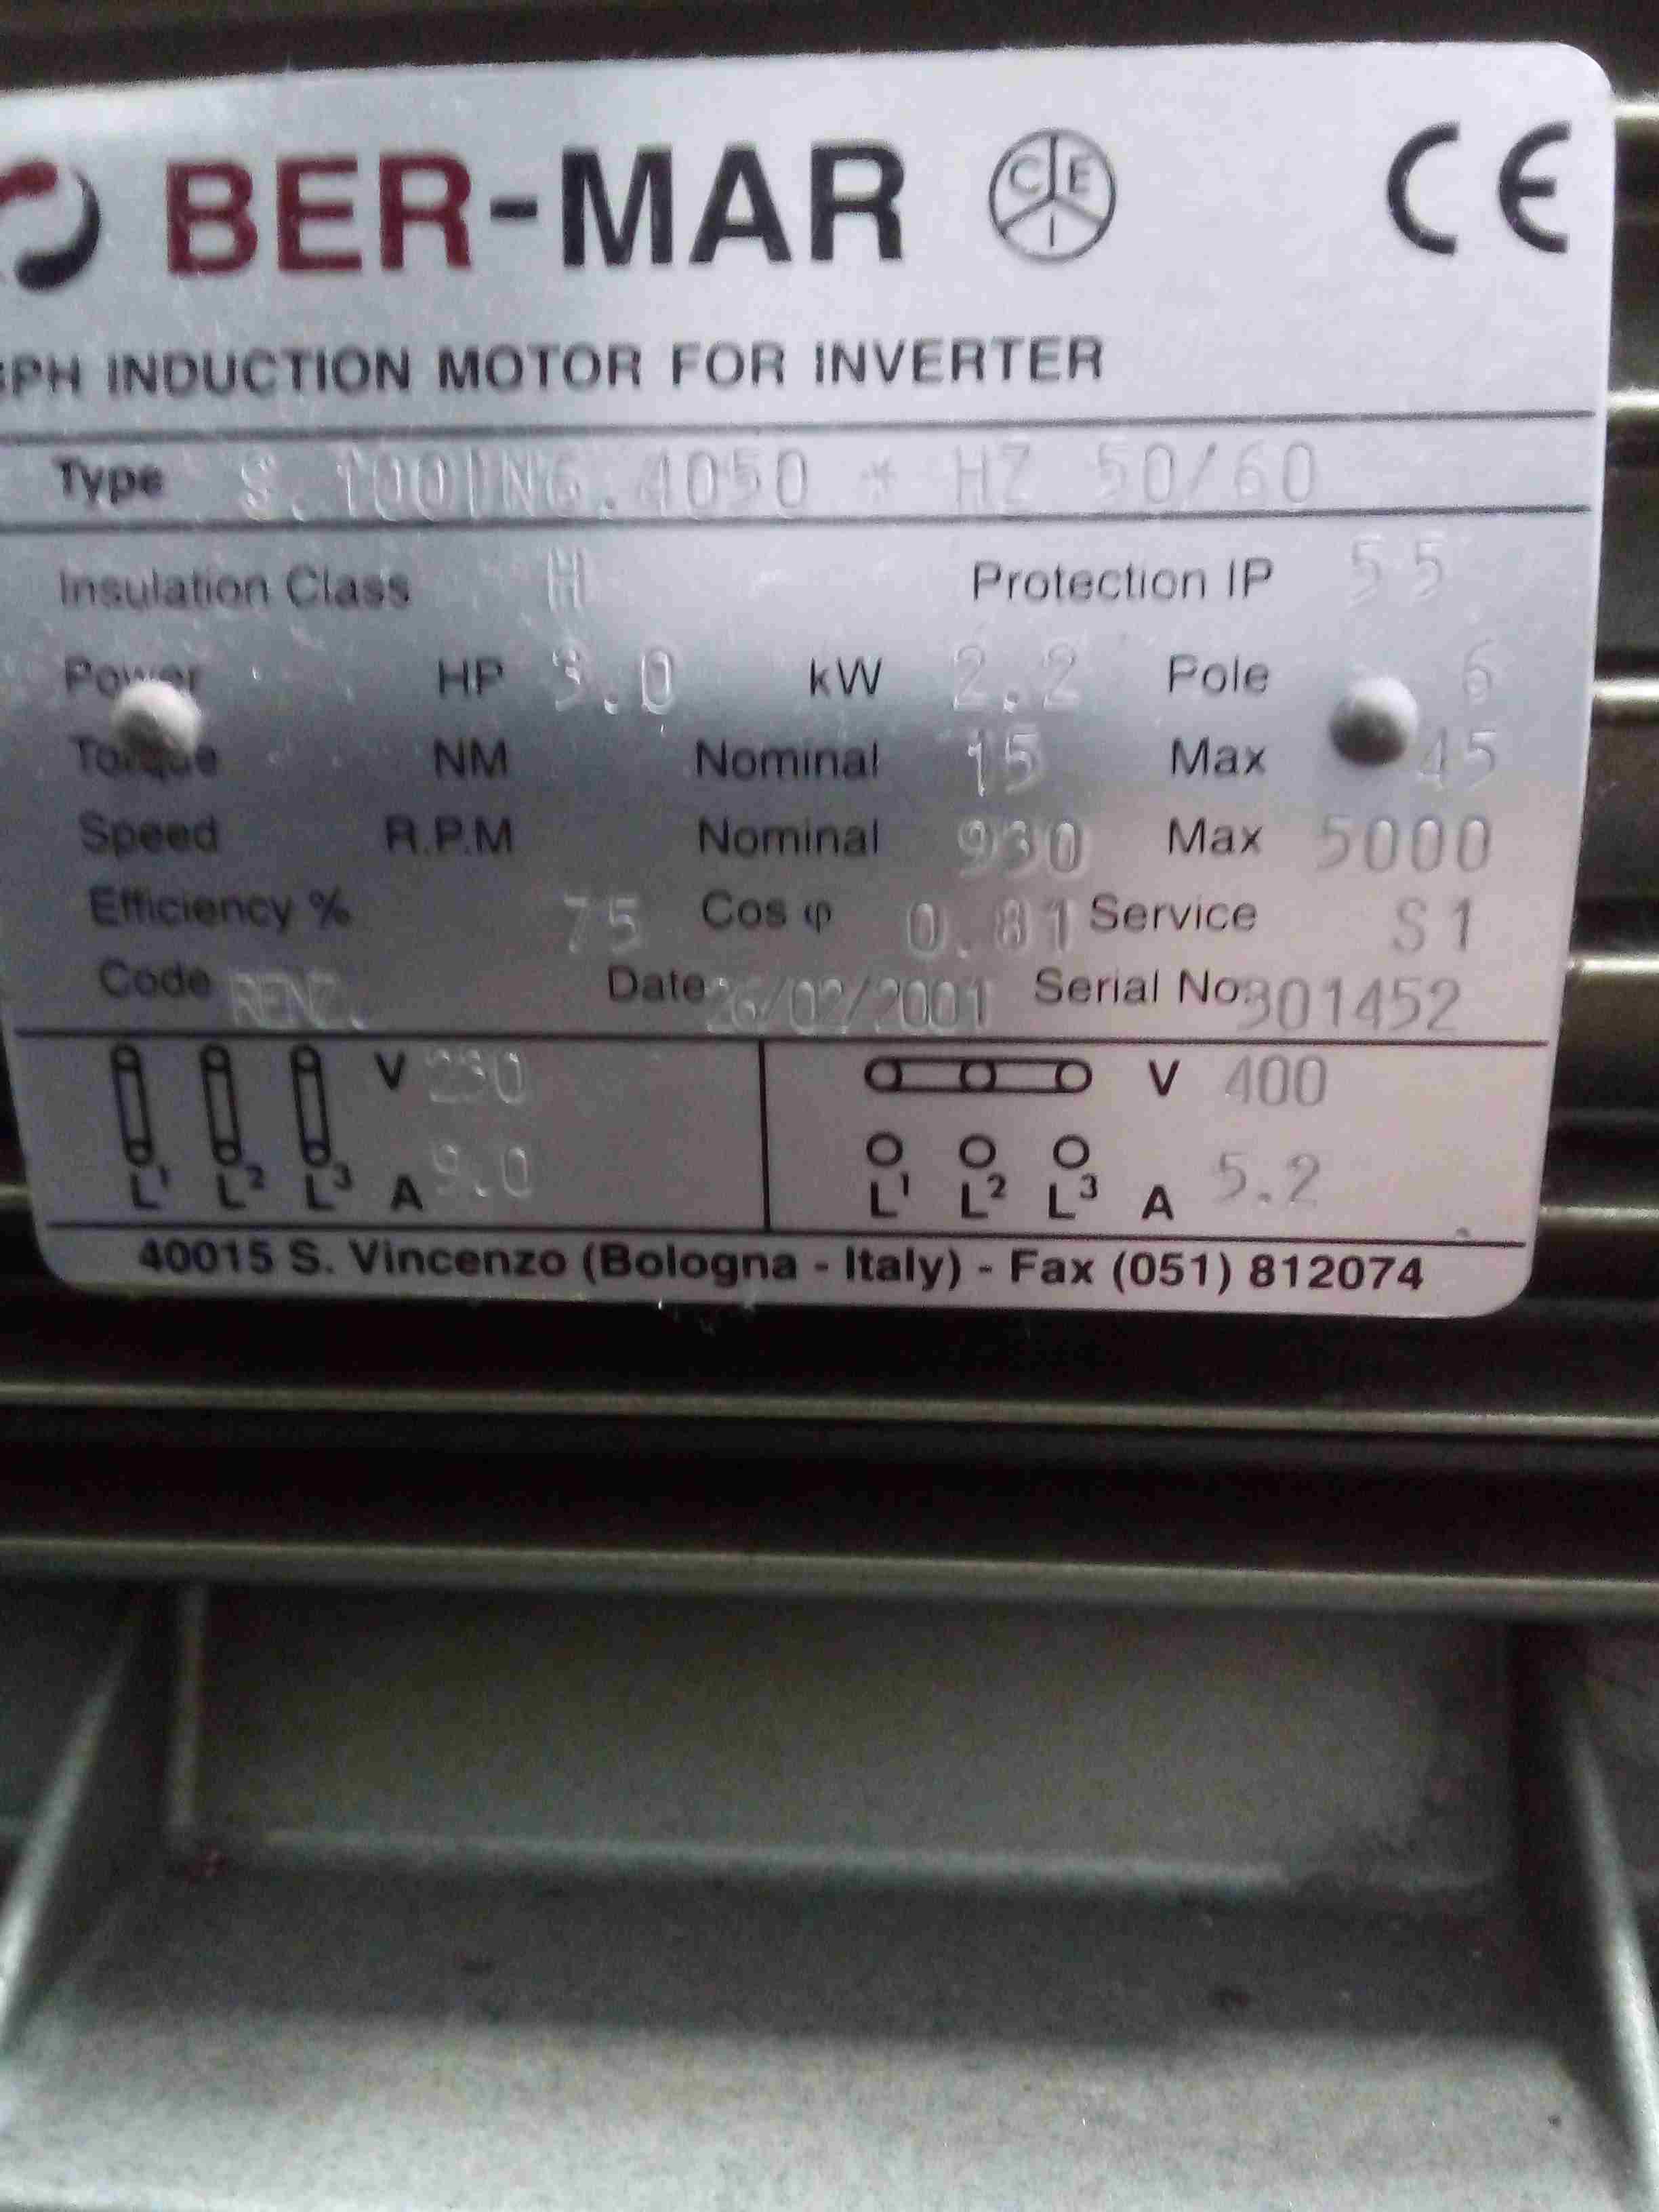 BER-MAR CEI CE
PH INDUCTION MOTOR FOR INVERTER
Type S.100ING.4050 * HZ 50/60
Insulation Class H Protection IP 55
Power HP 3.0 kW 2.2 Pole 6
Torque NM Nominal 15 Max 45
Speed R.P.M Nominal 930 Max 5000
Efficiency % 75 Cos φ 0.81 Service S1
Code RENZ. Date 26/02/2001 Serial No. 301452
V 230 V 400
L1 L2 L3 A 9.0 L1 L2 L3 A 5.2
40015 S. Vincenzo (Bologna - Italy) - Fax (051) 812074